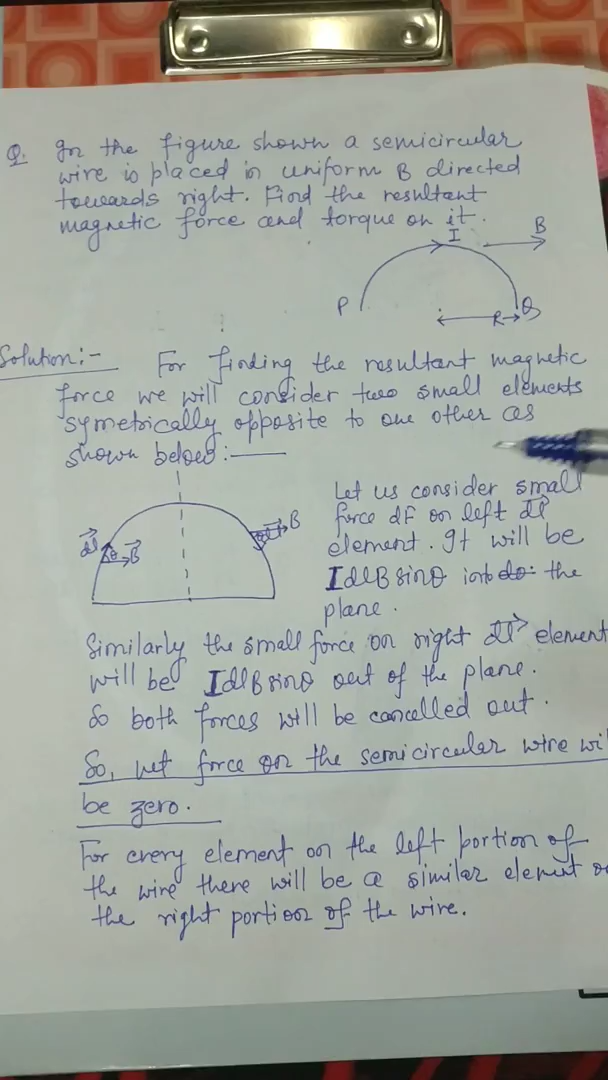 Q. In the figure shown a semicircular
wire is placed in uniform B directed
towards right. Find the resultant
magnetic force and torque on it.
I B
P R Q
Solution:- For finding the resultant magnetic
force we will consider two small elements
symetrically opposite to one other as
shown below:-
Let us consider small
force dF on left dl
element. It will be
IdlB sinθ into the
plane.
dl θ B dl B
Similarly the small force on right dl element
will be IdlB sinθ out of the plane.
So both forces will be cancelled out.
So, net force on the semicircular wire wil
be zero.
For every element on the left portion of
the wire there will be a similar element o
the right portion of the wire.